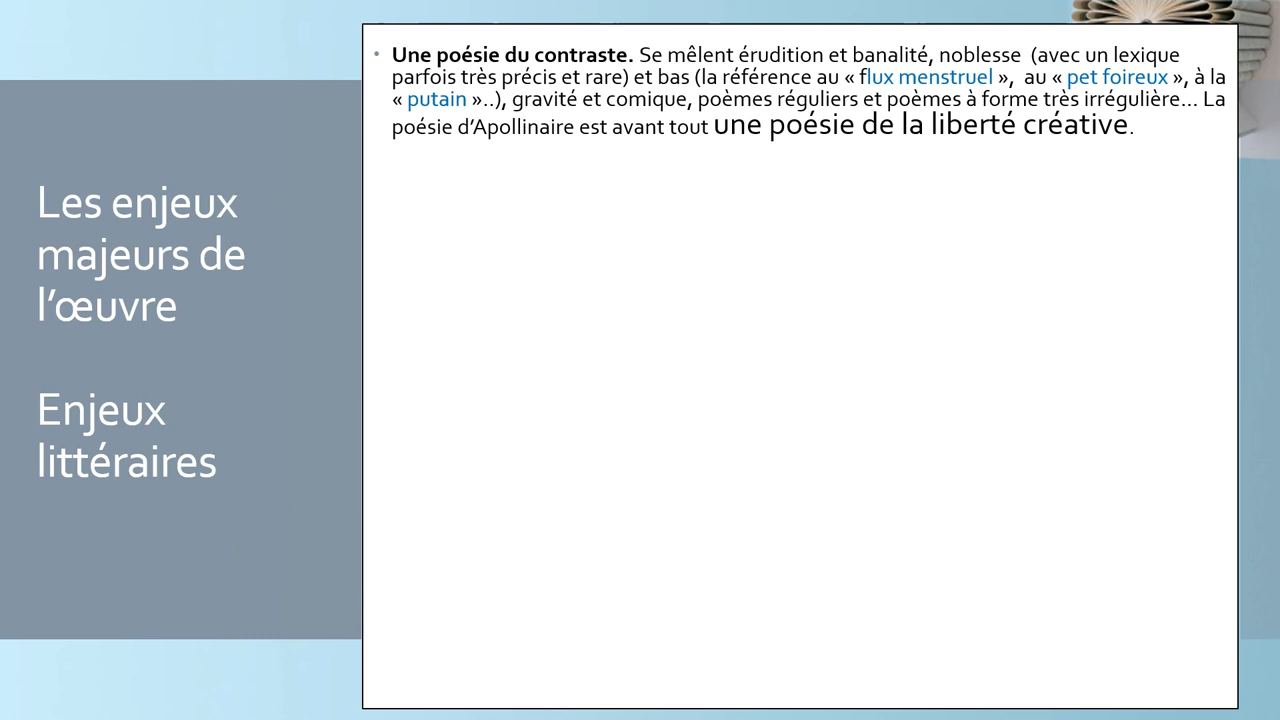 Les enjeux
majeurs de
l’œuvre
Enjeux
littéraires
• Une poésie du contraste. Se mêlent érudition et banalité, noblesse (avec un lexique
parfois très précis et rare) et bas (la référence au « flux menstruel », au « pet foireux », à la
« putain »..), gravité et comique, poèmes réguliers et poèmes à forme très irrégulière… La
poésie d’Apollinaire est avant tout une poésie de la liberté créative.